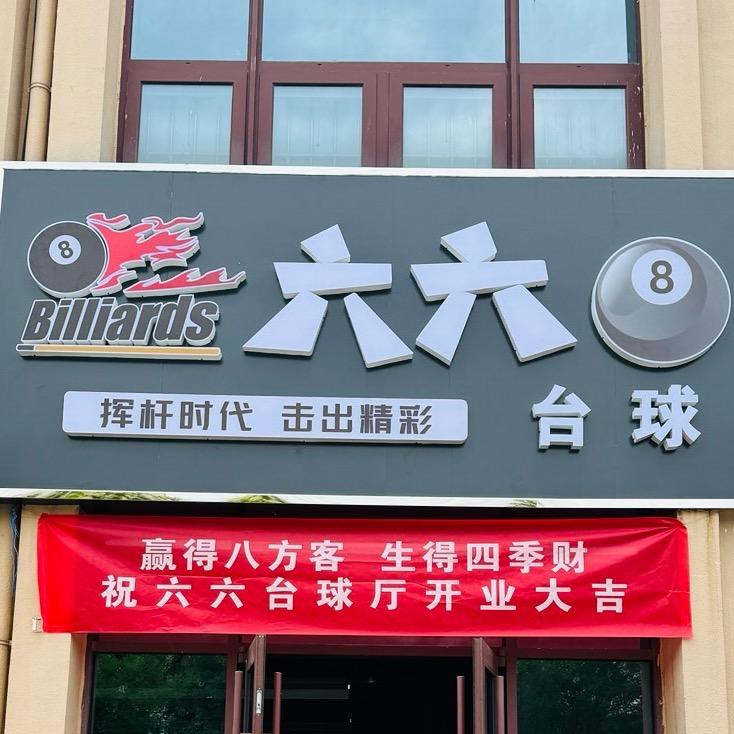 8
Billiards
六六
8
挥杆时代 击出精彩
台球
赢得八方客 生得四季财
祝六六台球厅开业大吉